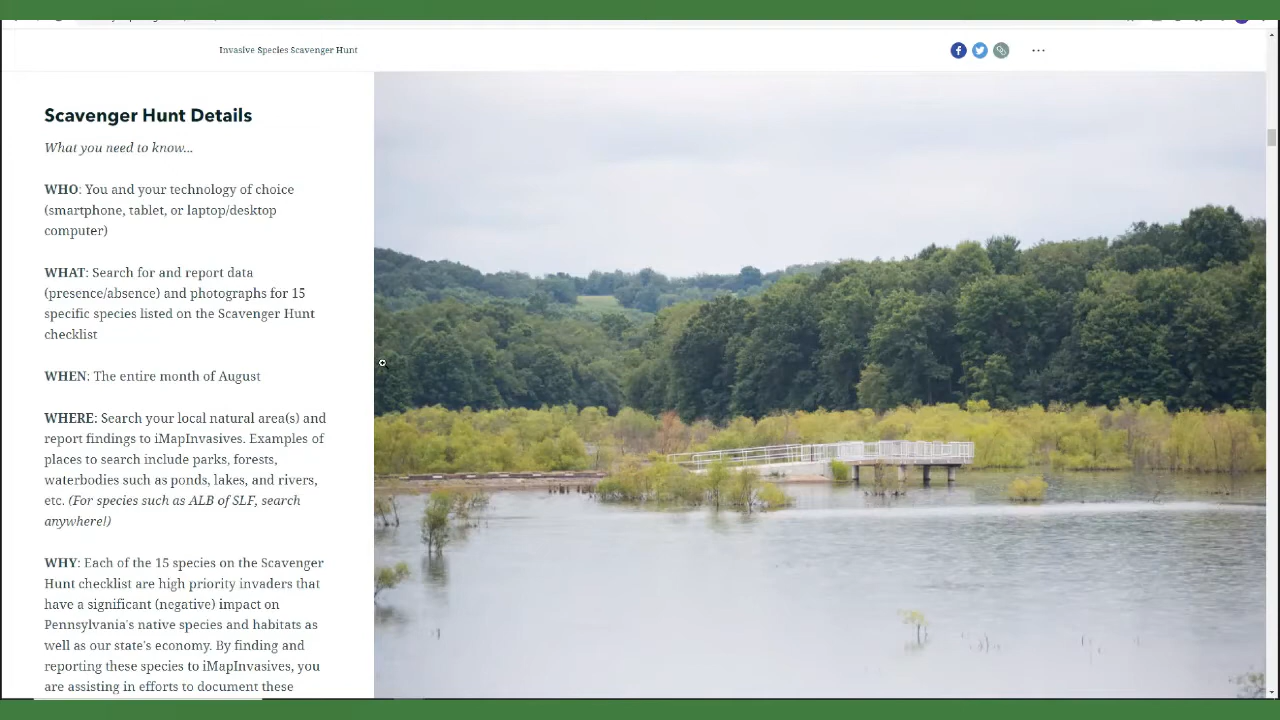 Invasive Species Scavenger Hunt
Scavenger Hunt Details
What you need to know...
WHO: You and your technology of choice
(smartphone, tablet, or laptop/desktop
computer)
WHAT: Search for and report data
(presence/absence) and photographs for 15
specific species listed on the Scavenger Hunt
checklist
WHEN: The entire month of August
WHERE: Search your local natural area(s) and
report findings to iMapInvasives. Examples of
places to search include parks, forests,
waterbodies such as ponds, lakes, and rivers,
etc. (For species such as ALB of SLF, search
anywhere!)
WHY: Each of the 15 species on the Scavenger
Hunt checklist are high priority invaders that
have a significant (negative) impact on
Pennsylvania's native species and habitats as
well as our state's economy. By finding and
reporting these species to iMapInvasives, you
are assisting in efforts to document these